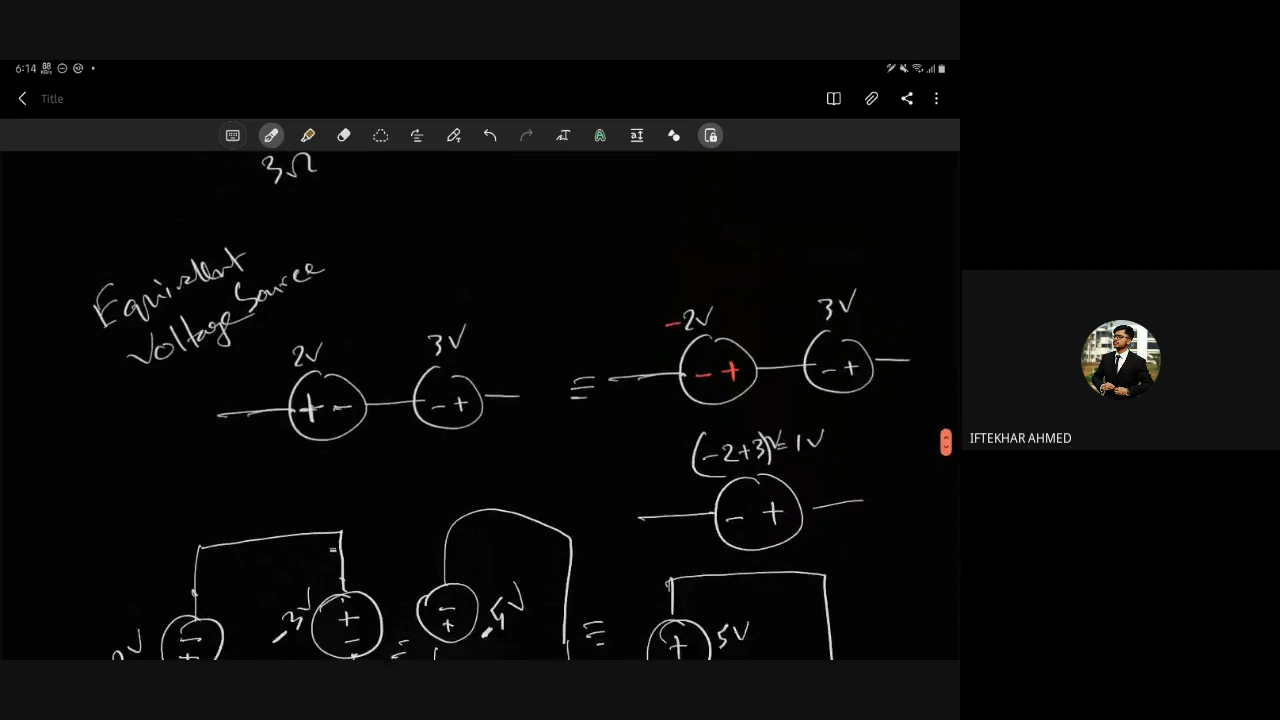 6:14
Title
3Ω
Equivalent
Voltage Source
2V
3V
+ -
- +
≡
-2V
3V
- +
- +
(-2+3)V = 1V
- +
-
+
-3V
+
-
=
-
+
-5V
≡
+
5V
IFTEKHAR AHMED